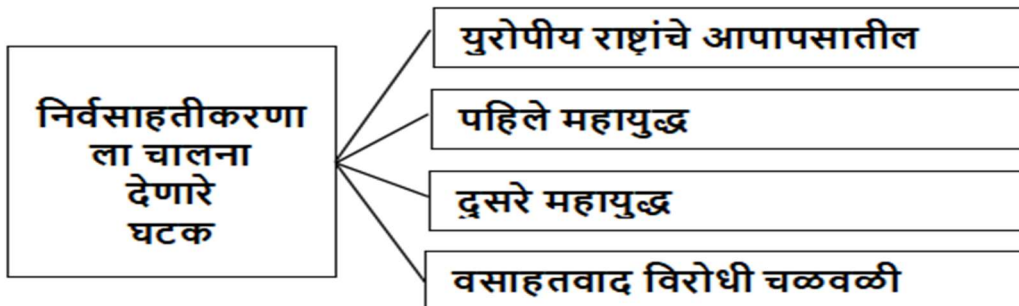 निर्वसाहतीकरणा
ला चालना
देणारे
घटक
युरोपीय राष्ट्रांचे आपापसातील
पहिले महायुद्ध
दुसरे महायुद्ध
वसाहतवाद विरोधी चळवळी